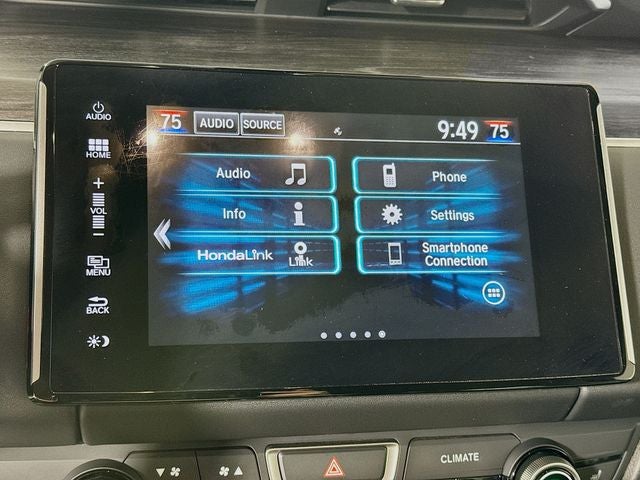 AUDIO
HOME
+
VOL
-
MENU
BACK
75 AUDIO SOURCE 9:49 75
Audio
Phone
Info
Settings
HondaLink Link
Smartphone
Connection
CLIMATE